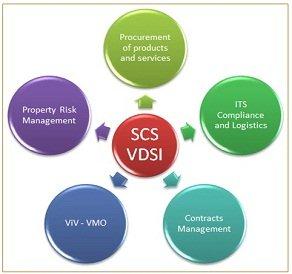 Procurement
of products
and services
Property Risk
Management
SCS
VDSI
ITS
Compliance
and Logistics
ViV - VMO
Contracts
Management